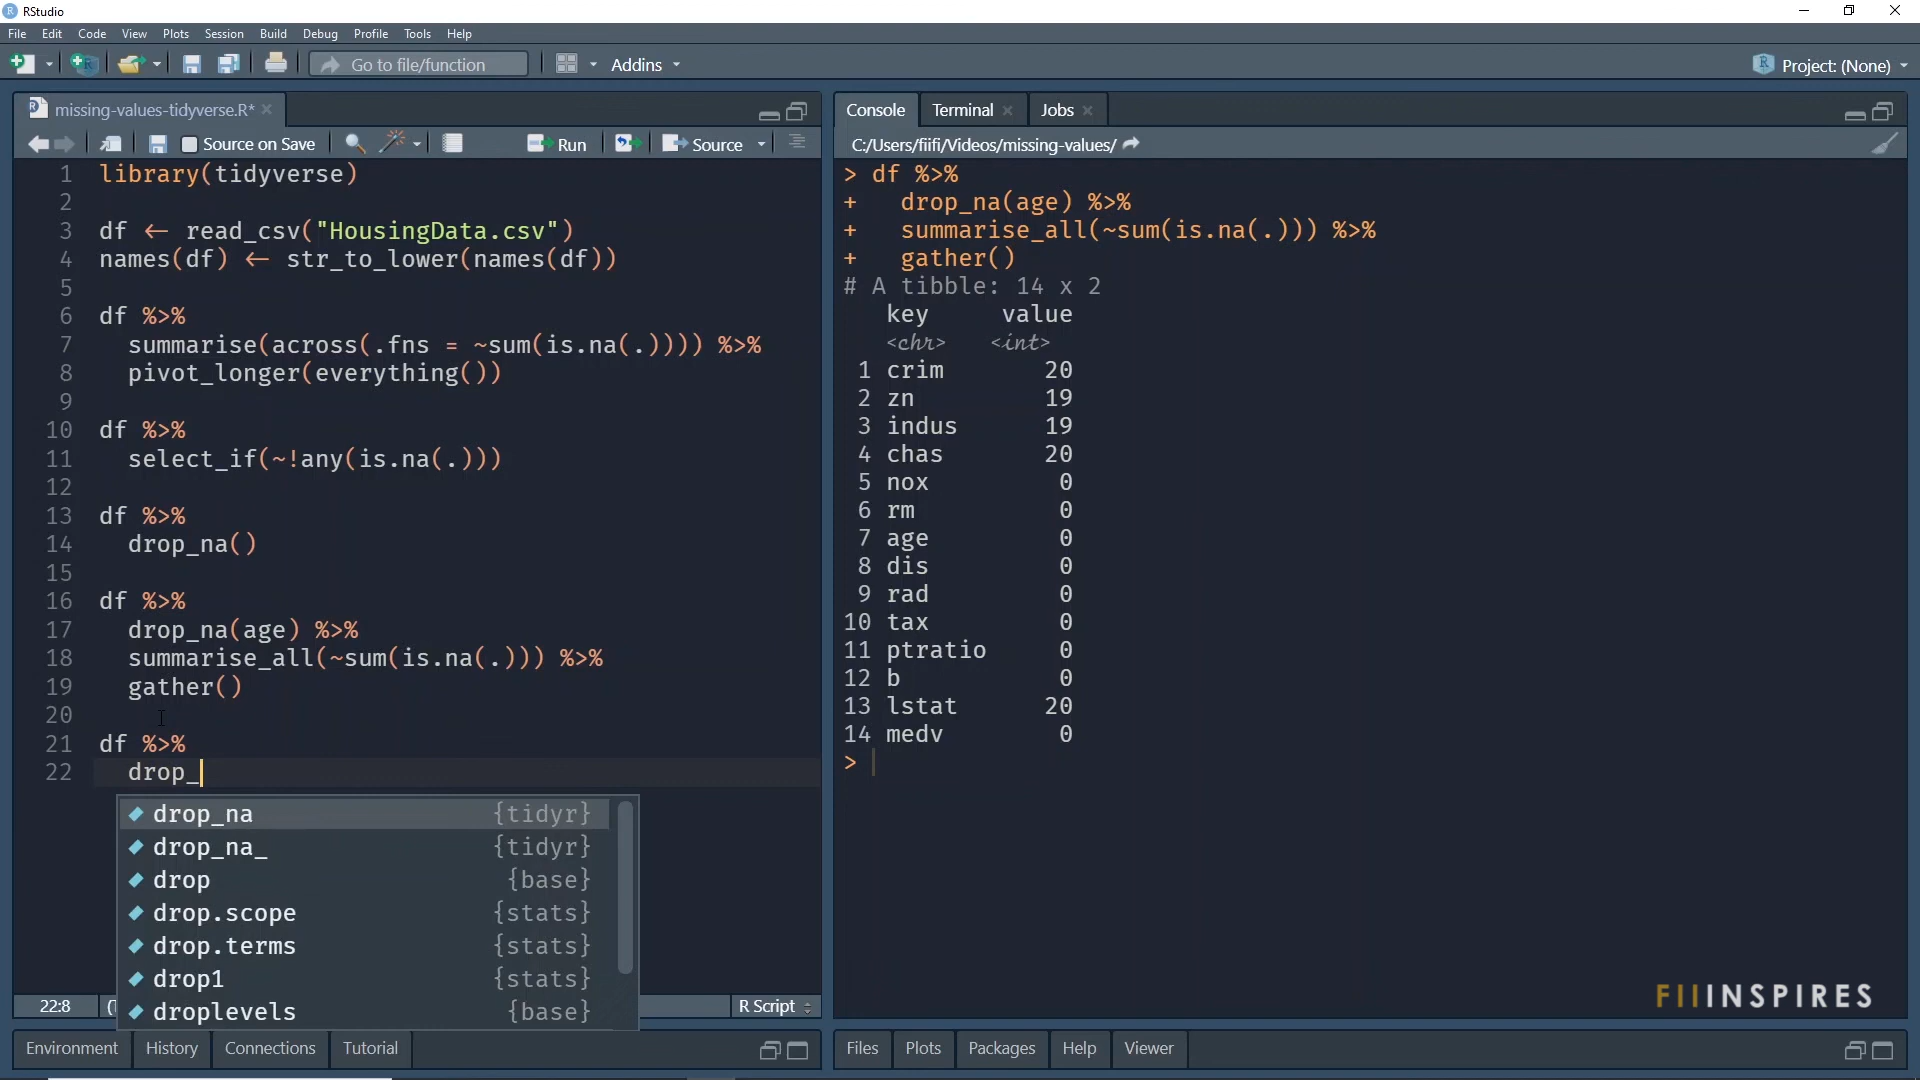 RStudio
File Edit Code View Plots Session Build Debug Profile Tools Help
Go to file/function Addins Project: (None)
missing-values-tidyverse.R*
Source on Save Run Source
1 library(tidyverse)
2
3 df <- read_csv("HousingData.csv")
4 names(df) <- str_to_lower(names(df))
5
6 df %>%
7 summarise(across(.fns = ~sum(is.na(.)))) %>%
8 pivot_longer(everything())
9
10 df %>%
11 select_if(~!any(is.na(.)))
12
13 df %>%
14 drop_na()
15
16 df %>%
17 drop_na(age) %>%
18 summarise_all(~sum(is.na(.))) %>%
19 gather()
20
21 df %>%
22 drop_
drop_na {tidyr}
drop_na_ {tidyr}
drop {base}
drop.scope {stats}
drop.terms {stats}
drop1 {stats}
droplevels {base}
22:8 R Script
Environment History Connections Tutorial
Console Terminal Jobs
C:/Users/fiifi/Videos/missing-values/
> df %>%
+ drop_na(age) %>%
+ summarise_all(~sum(is.na(.))) %>%
+ gather()
# A tibble: 14 x 2
key value
<chr> <int>
1 crim 20
2 zn 19
3 indus 19
4 chas 20
5 nox 0
6 rm 0
7 age 0
8 dis 0
9 rad 0
10 tax 0
11 ptratio 0
12 b 0
13 lstat 20
14 medv 0
>
FIIINSPIRES
Files Plots Packages Help Viewer